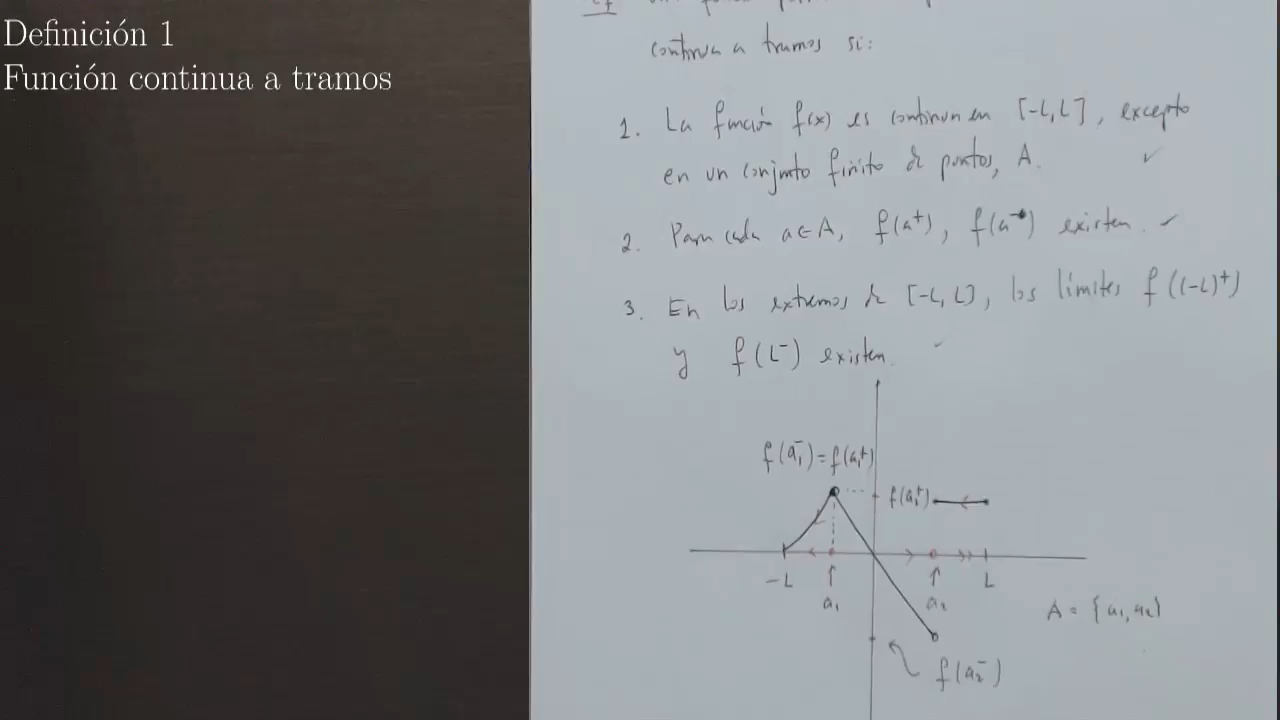 Definición 1
Función continua a tramos
continua a tramos si:
1. La función f(x) es continua en [-L, L], excepto
en un conjunto finito de puntos, A.
2. Para cada a∈A, f(a⁺), f(a⁻) existen.
3. En los extremos de [-L, L], los límites f((-L)⁺)
y f(L⁻) existen.
f(a₁⁻)=f(a₁⁺)
-L
a₁
a₂
L
A = {a₁, a₂}
f(a₂⁻)